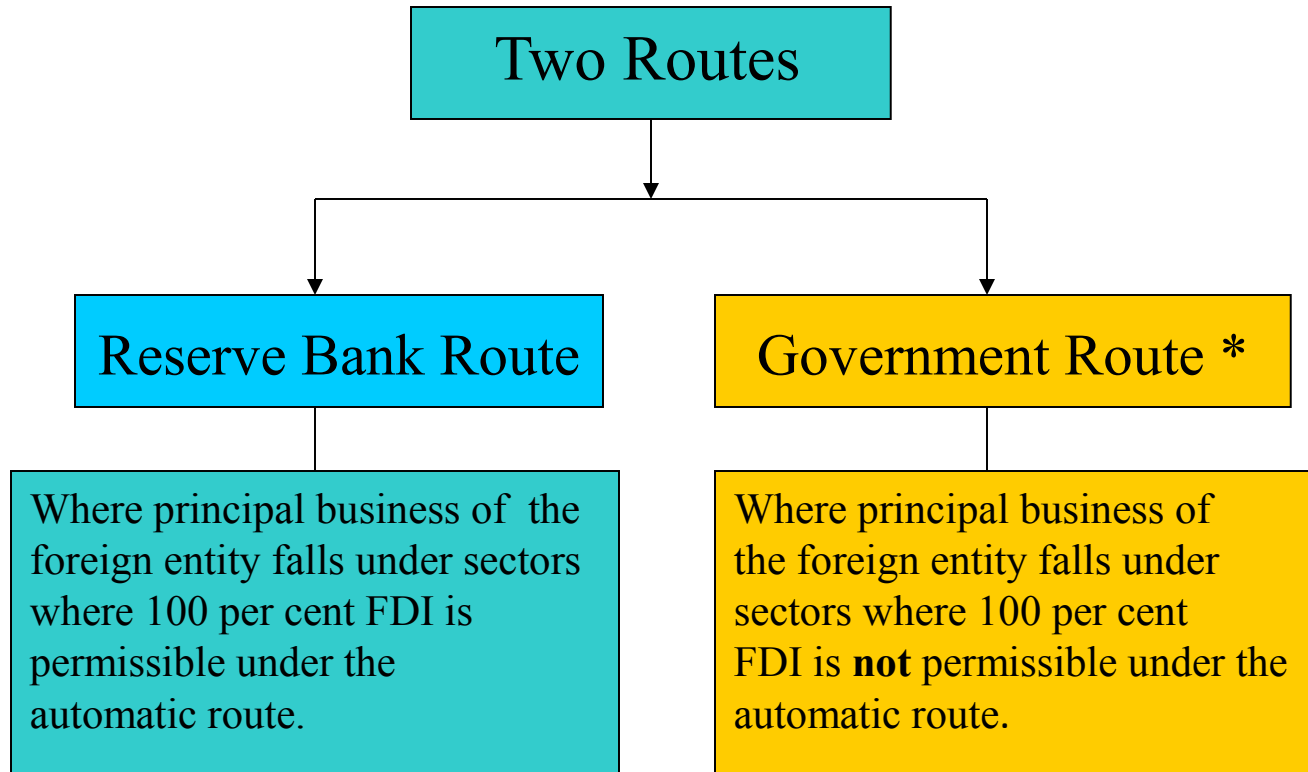 Two Routes
Reserve Bank Route
Government Route *
Where principal business of the
foreign entity falls under sectors
where 100 per cent FDI is
permissible under the
automatic route.
Where principal business of
the foreign entity falls under
sectors where 100 per cent
FDI is not permissible under the
automatic route.